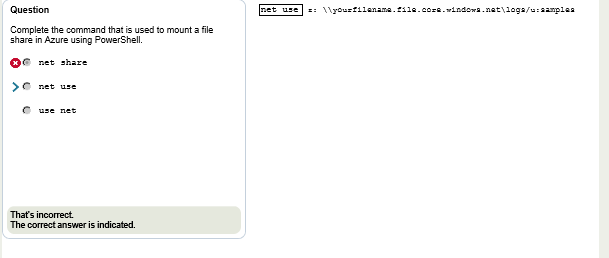 Question
Complete the command that is used to mount a file
share in Azure using PowerShell.
net share
net use
use net
That's incorrect.
The correct answer is indicated.
net use z: \\yourfilename.file.core.windows.net\logs/u:samples